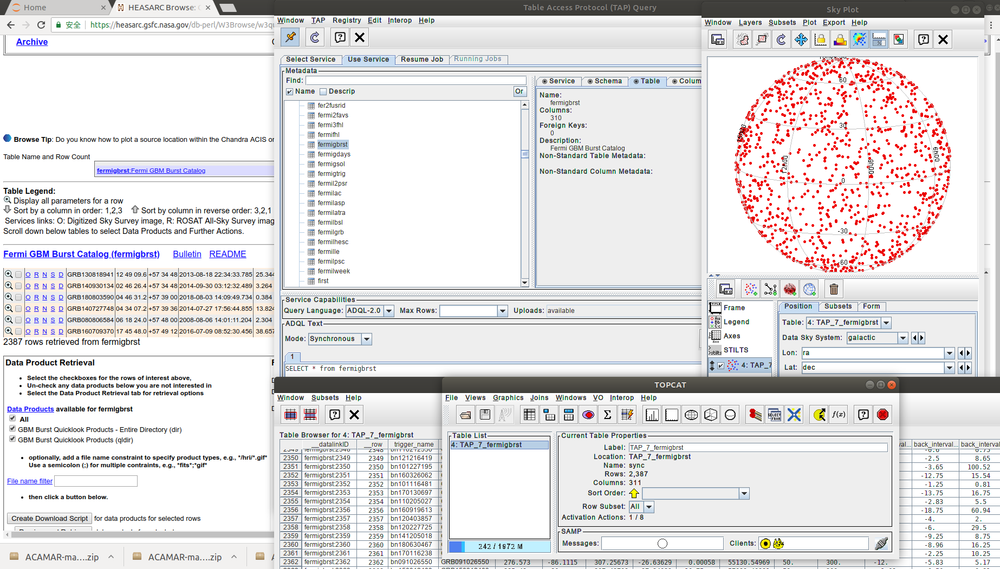 Home
HEASARC Browse:
安全
https://heasarc.gsfc.nasa.gov/db-perl/W3Browse/w3qu
Archive
Browse Tip: Do you know how to plot a source location within the Chandra ACIS or
Table Name and Row Count
fermigbrst:Fermi GBM Burst Catalog
Table Legend:
Display all parameters for a row
Sort by a column in order: 1,2,3 Sort by column in reverse order: 3,2,1
Services links: O: Digitized Sky Survey image, R: ROSAT All-Sky Survey imag
Scroll down below tables to select Data Products and Further Actions.
Fermi GBM Burst Catalog (fermigbrst) Bulletin README
O R N S D GRB130818941 12 49 09.6 +57 34 48 2013-08-18 22:34:33.785 25.344
O R N S D GRB140930134 02 46 26.4 +57 34 48 2014-09-30 03:12:32.489 3.264
O R N S D GRB180803590 04 46 31.2 +57 39 00 2018-08-03 14:09:49.734 0.384
O R N S D GRB140727748 04 34 07.2 +57 39 36 2014-07-27 17:56:44.855 13.824
O R N S D GRB080806584 06 18 24.0 +57 48 00 2008-08-06 14:01:11.204 2.304
O R N S D GRB160709370 17 45 48.0 +57 49 12 2016-07-09 08:52:30.456 38.657
2387 rows retrieved from fermigbrst
Data Product Retrieval
• Select the checkboxes for the rows of interest above,
• Un-check any data products below you are not interested in
• Select the Data Product Retrieval tab for retrieval options
Data Products available for fermigbrst
All
GBM Burst Quicklook Products - Entire Directory (dir)
GBM Burst Quicklook Products (qldir)
• optionally, add a file name constraint to specify product types, e.g., */hri/*.gif*
Use a semicolon (;) for multiple contraints, e.g., *fits*;*gif*
File name filter
• then click a button below.
Create Download Script for data products for selected rows
ACAMAR-ma....zip
ACAMAR-ma....zip
Table Access Protocol (TAP) Query
Window TAP Registry Edit Interop Help
Select Service Use Service Resume Job Running Jobs
Metadata
Find:
Name Descrip Or
fer2fusrid
fermi2favs
fermi3fhl
fermifhl
fermigbrst
fermigdays
fermigsol
fermigtrig
fermil2psr
fermilac
fermilasp
fermilatra
fermilbsl
fermilgrb
fermilhesc
fermille
fermilpsc
fermilweek
first
Service Schema Table Colum
Name:
fermigbrst
Columns:
310
Foreign Keys:
0
Description:
Fermi GBM Burst Catalog
Non-Standard Table Metadata:
Non-Standard Column Metadata:
Service Capabilities
Query Language: ADQL-2.0 Max Rows: Uploads: available
ADQL Text
Mode: Synchronous
1
SELECT * from fermigbrst
Sky Plot
Window Layers Subsets Plot Export Help
60
30
0
-30
-60
12h00
9h00
6h00
Frame
Legend
Axes
STILTS
4: TAP_7
Position Subsets Form
Table: 4: TAP_7_fermigbrst
Data Sky System: galactic
Lon: ra
Lat: dec
Window Subsets Help
Table Browser for 4: TAP_7_fermigbrst
__datalinkID __row trigger_name
2349 fermigbrst:2348 2348 bn110212550
2350 fermigbrst:2349 2349 bn121216419
2351 fermigbrst:2350 2350 bn101227195
2352 fermigbrst:2351 2351 bn160326062
2353 fermigbrst:2352 2352 bn101116481
2354 fermigbrst:2353 2353 bn170130697
2355 fermigbrst:2354 2354 bn110205027
2356 fermigbrst:2356 2356 bn160919613
2357 fermigbrst:2357 2357 bn120403857
2358 fermigbrst:2358 2358 bn120227725
2359 fermigbrst:2359 2359 bn141205018
2360 fermigbrst:2360 2360 bn180630467
2361 fermigbrst:2361 2361 bn170116238
2362 fermigbrst:2362 2362 bn091026550 GRB091026550 276.573 -86.1115 307.25673 -26.63629 0.00058 55130.54969 50. 300. -12. 5.17
TOPCAT
File Views Graphics Joins Windows VO Interop Help
Table List
4: TAP_7_fermigbrst
242 / 1972 M
Current Table Properties
Label: TAP_7_fermigbrst
Location: TAP_7_fermigbrst
Name: sync
Rows: 2,387
Columns: 311
Sort Order:
Row Subset: All
Activation Actions: 1 / 8
SAMP
Messages: Clients:
val... back_interval... back_interval
-0.6 0.75
-2.5 8.65
-3.65 100.52
-12.75 15.54
-1.25 0.81
-13.75 16.75
-2.83 5.5
-18.75 60.94
-4. 2.
-6. 29.5
-9.25 8.75
-8.96 16.25
-2.25 10.25
-5.83 5.17